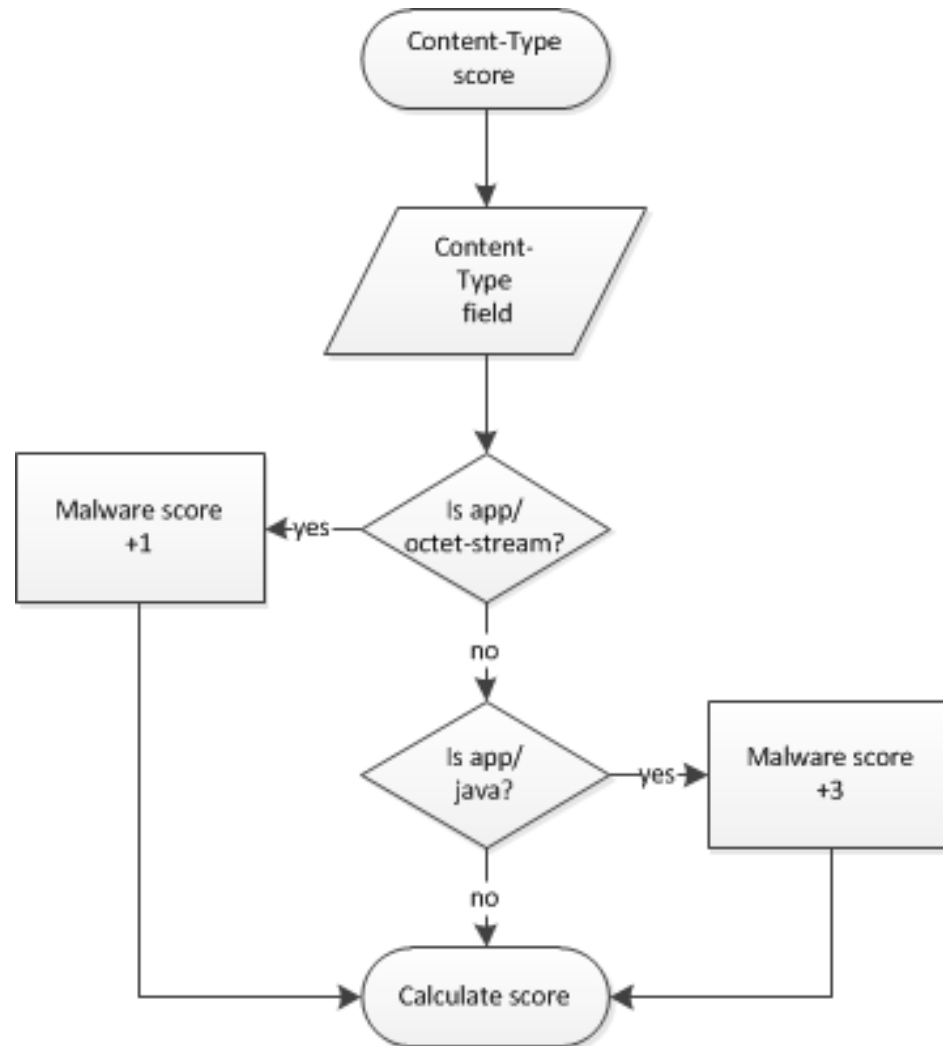 Content-Type
score
Content-
Type
field
Is app/
octet-stream?
yes
Malware score
+1
no
Is app/
java?
yes
Malware score
+3
no
Calculate score